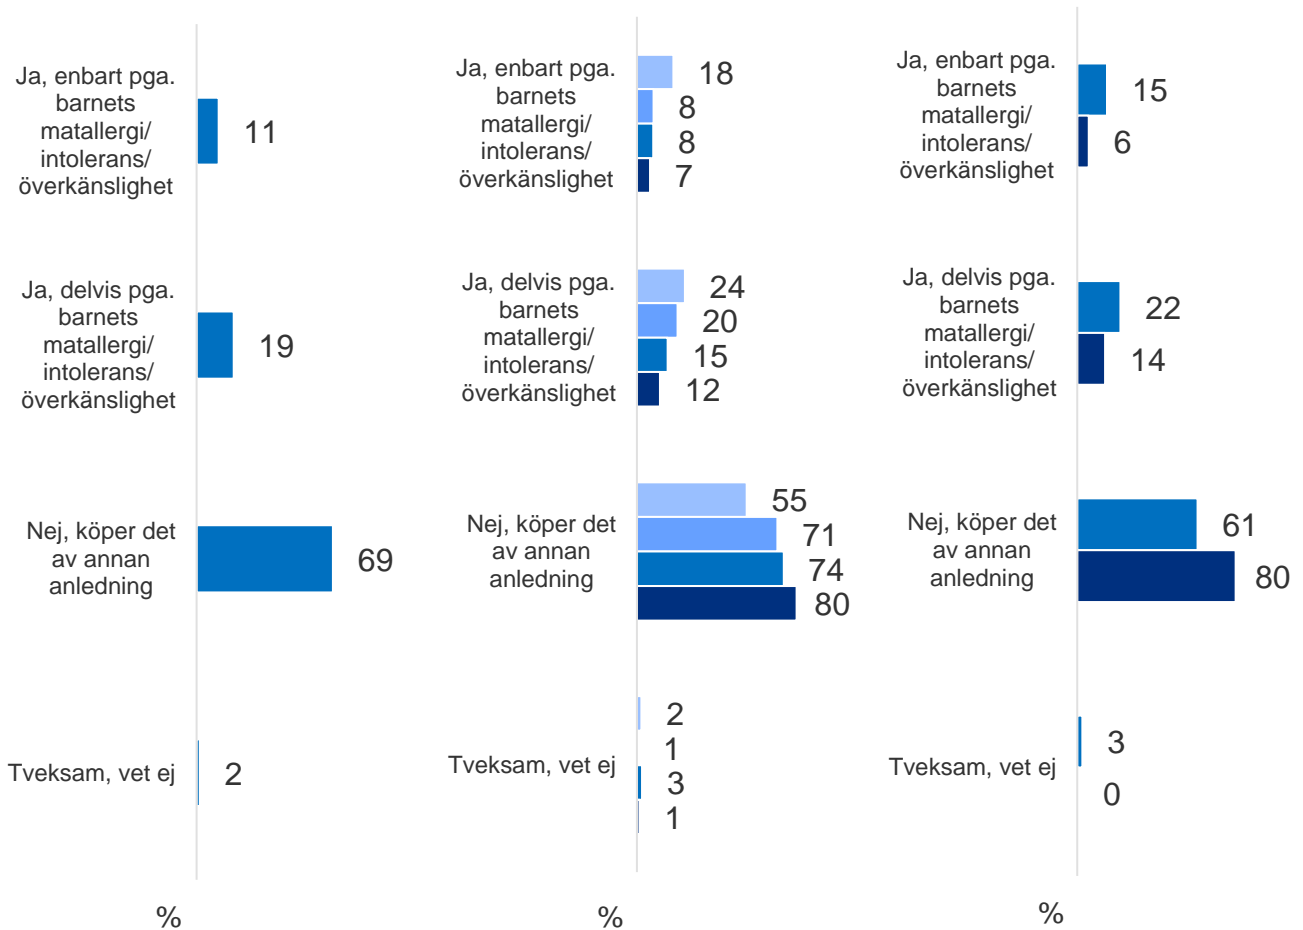 Ja, enbart pga.
barnets
matallergi/
intolerans/
överkänslighet
11
Ja, delvis pga.
barnets
matallergi/
intolerans/
överkänslighet
19
Nej, köper det
av annan
anledning
69
Tveksam, vet ej
2
%
Ja, enbart pga.
barnets
matallergi/
intolerans/
överkänslighet
18
8
8
7
Ja, delvis pga.
barnets
matallergi/
intolerans/
överkänslighet
24
20
15
12
Nej, köper det
av annan
anledning
55
71
74
80
Tveksam, vet ej
2
1
3
1
%
Ja, enbart pga.
barnets
matallergi/
intolerans/
överkänslighet
15
6
Ja, delvis pga.
barnets
matallergi/
intolerans/
överkänslighet
22
14
Nej, köper det
av annan
anledning
61
80
Tveksam, vet ej
3
0
%